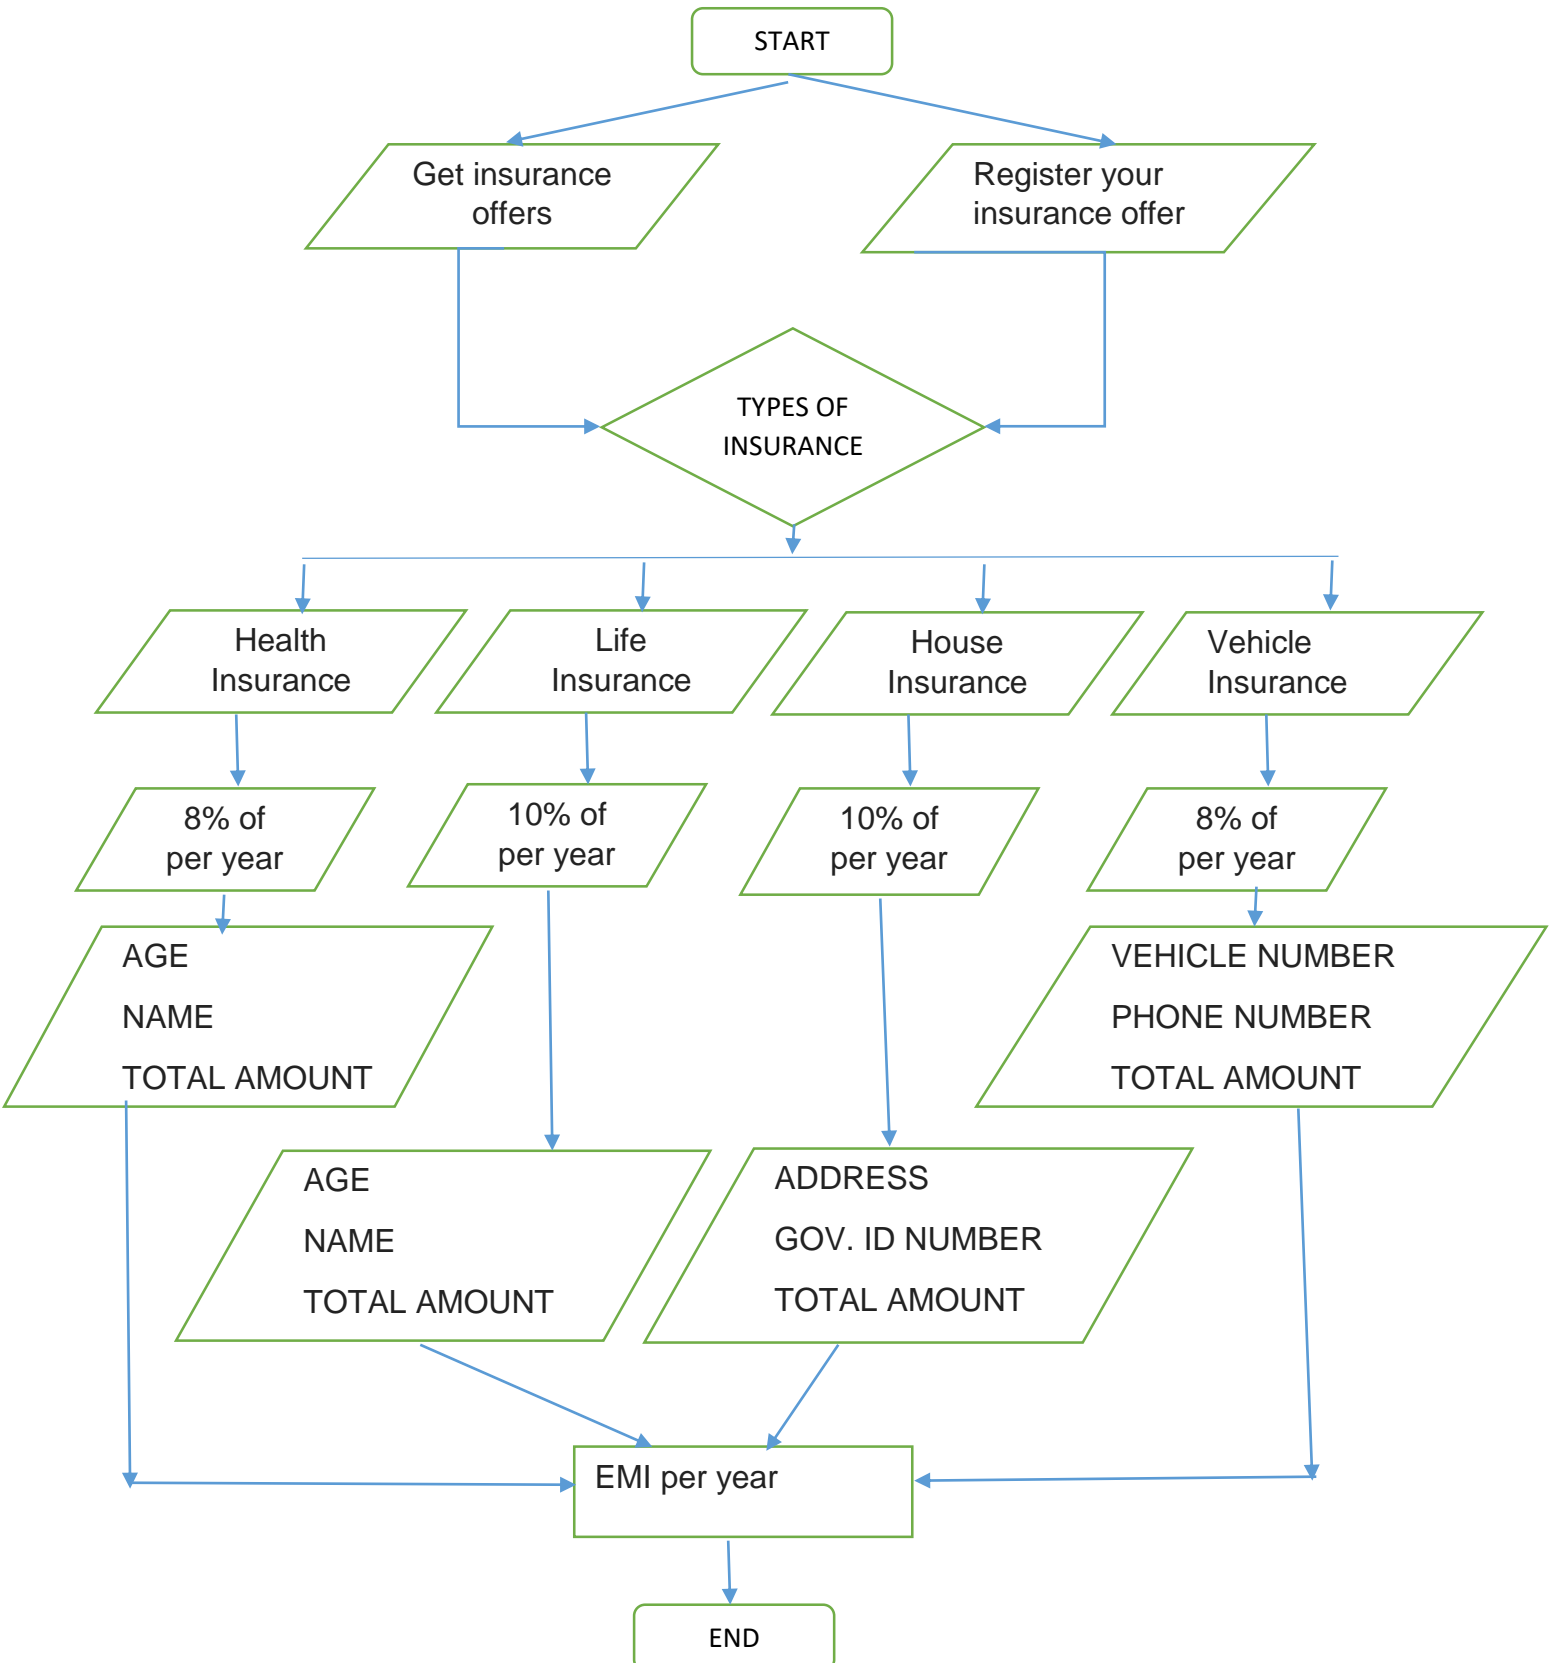 START
Get insurance
offers
Register your
insurance offer
TYPES OF
INSURANCE
Health
Insurance
Life
Insurance
House
Insurance
Vehicle
Insurance
8% of
per year
10% of
per year
10% of
per year
8% of
per year
AGE
NAME
TOTAL AMOUNT
VEHICLE NUMBER
PHONE NUMBER
TOTAL AMOUNT
AGE
NAME
TOTAL AMOUNT
ADDRESS
GOV. ID NUMBER
TOTAL AMOUNT
EMI per year
END